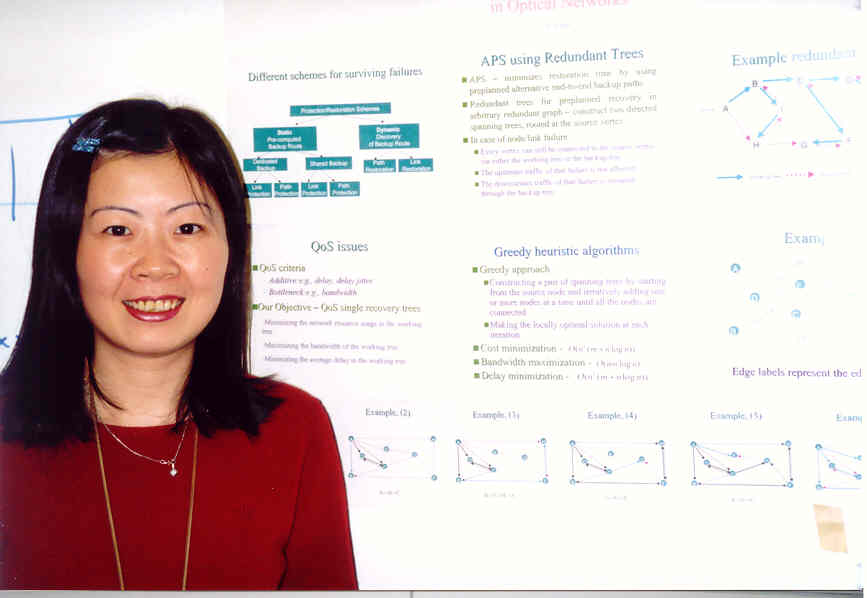 in Optical Networks
Different schemes for surviving failures
Protection/Restoration Schemes
Static
Pre-computed
Backup Route
Dynamic
Discovery
of Backup Route
Dedicated
Backup
Shared Backup
Path
Restoration
Link
Restoration
Link
Protection
Path
Protection
Link
Protection
Path
Protection
APS using Redundant Trees
APS – minimizes restoration time by using
preplanned alternative end-to-end backup paths
Redundant trees for preplanned recovery in
arbitrary redundant graph – construct two directed
spanning trees, rooted at the source vertex
In case of node/link failure
Every vertex can still be connected to the source vertex
via either the working tree or the backup tree
The upstream traffic of that failure is not affected
The downstream traffic of that failure is
through the backup tree
Example redundant
A
B
C
H
G
F
QoS issues
QoS criteria
Additive e.g., delay, delay jitter
Bottleneck e.g., bandwidth
Our Objective – QoS single recovery trees
Minimizing the network resource usage in the working
tree
Maximizing the bandwidth of the working tree
Minimizing the average delay in the working tree
Greedy heuristic algorithms
Greedy approach
Constructing a pair of spanning trees by starting
from the source node and iteratively adding one
or more nodes at a time until all the nodes are
connected
Making the locally optimal solution at each
iteration
Cost minimization -
Bandwidth maximization -
Delay minimization -
Exam
A
Edge labels represent the ed
Example, (2)
Example, (3)
Example, (4)
Example, (5)
Exam